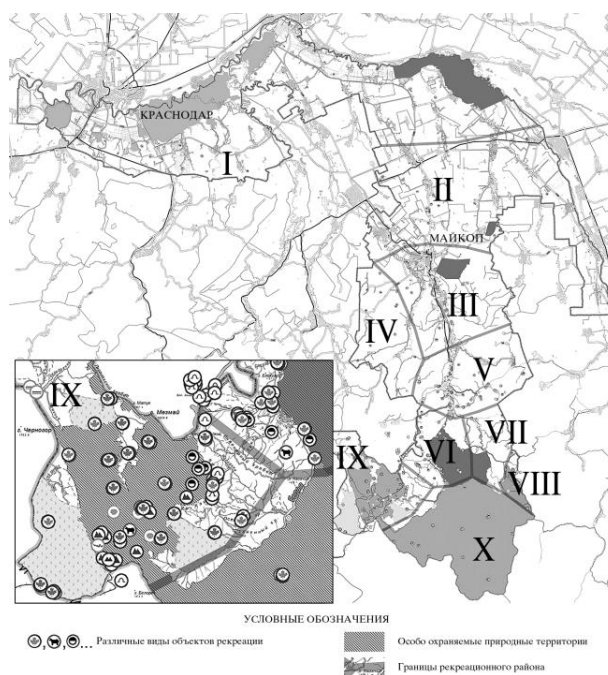 КРАСНОДАР
I
II
МАЙКОП
III
IV
V
IX
г. Черногор
г. Мезмай
IX
VI
VII
VIII
X
УСЛОВНЫЕ ОБОЗНАЧЕНИЯ
Различные виды объектов рекреации
Особо охраняемые природные территории
Границы рекреационного района